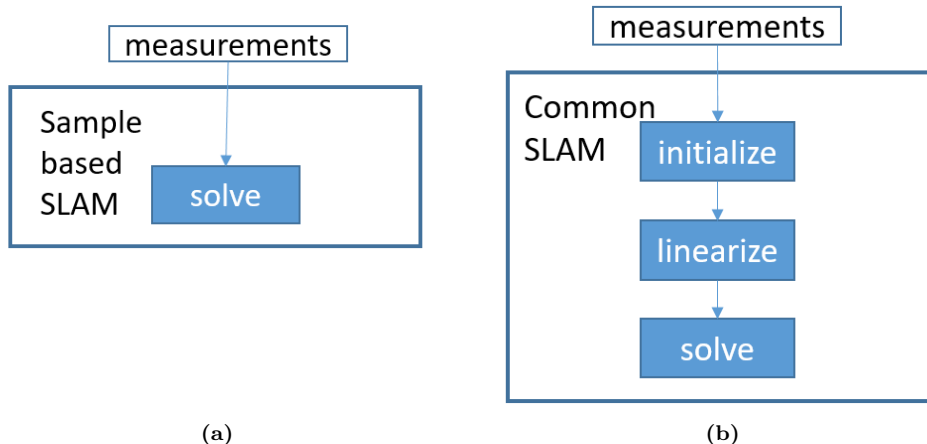 measurements
Sample
based
SLAM
solve
(a)
measurements
Common
SLAM
initialize
linearize
solve
(b)